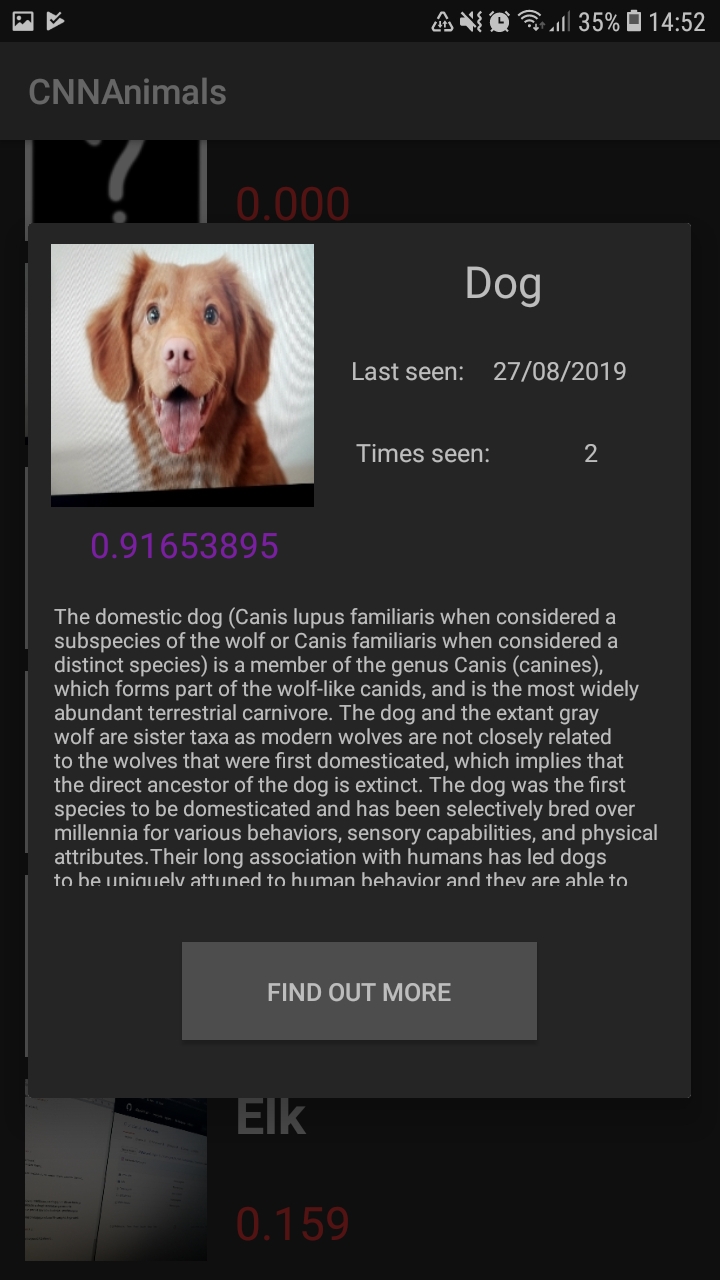 35% 14:52
CNNAnimals
?
0.000
Dog
Last seen: 27/08/2019
Times seen: 2
0.91653895
The domestic dog (Canis lupus familiaris when considered a
subspecies of the wolf or Canis familiaris when considered a
distinct species) is a member of the genus Canis (canines),
which forms part of the wolf-like canids, and is the most widely
abundant terrestrial carnivore. The dog and the extant gray
wolf are sister taxa as modern wolves are not closely related
to the wolves that were first domesticated, which implies that
the direct ancestor of the dog is extinct. The dog was the first
species to be domesticated and has been selectively bred over
millennia for various behaviors, sensory capabilities, and physical
attributes.Their long association with humans has led dogs
to be uniquely attuned to human behavior and they are able to
FIND OUT MORE
Elk
0.159